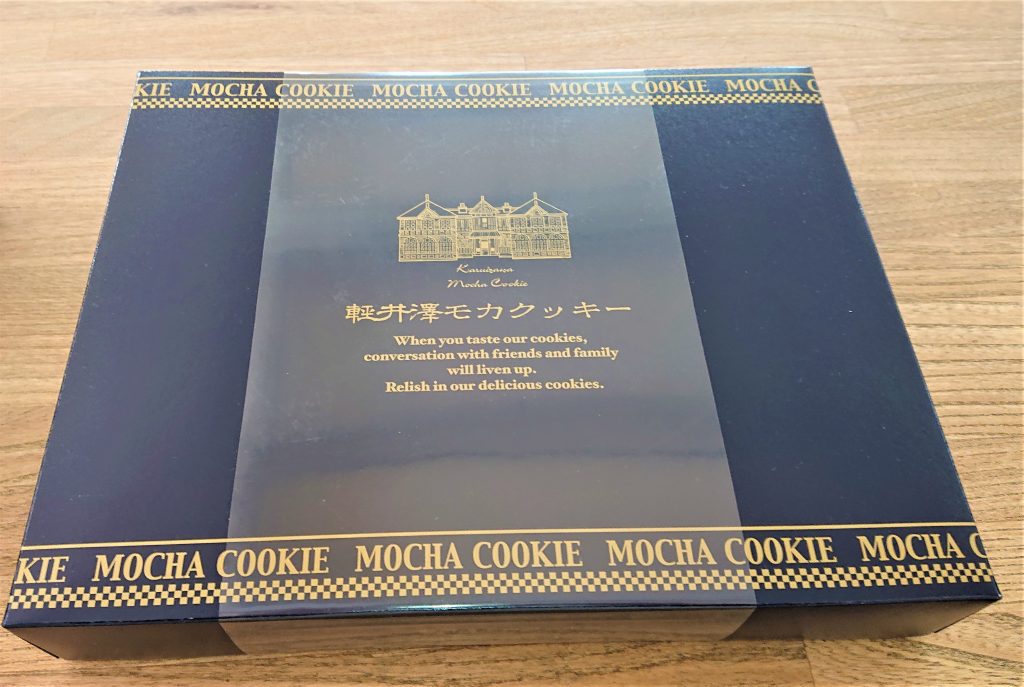 KIE MOCHA COOKIE MOCHA COOKIE MOCHA COOKIE MOCHA C
Karuizawa
Mocha Cookie
軽井澤モカクッキー
When you taste our cookies,
conversation with friends and family
will liven up.
Relish in our delicious cookies.
KIE MOCHA COOKIE MOCHA COOKIE MOCHA COOKIE MOCHA C